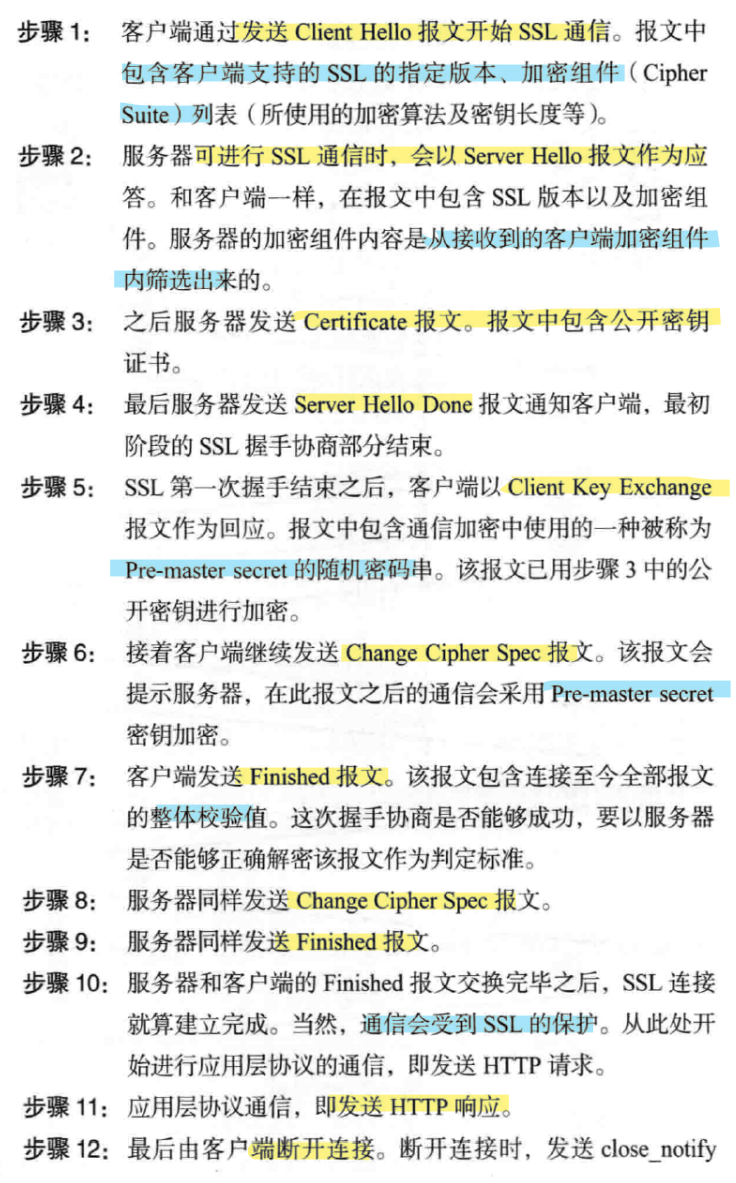 步骤 1： 客户端通过发送 Client Hello 报文开始 SSL 通信。报文中
包含客户端支持的 SSL 的指定版本、加密组件（Cipher
Suite）列表（所使用的加密算法及密钥长度等）。
步骤 2： 服务器可进行 SSL 通信时，会以 Server Hello 报文作为应
答。和客户端一样，在报文中包含 SSL 版本以及加密组
件。服务器的加密组件内容是从接收到的客户端加密组件
内筛选出来的。
步骤 3： 之后服务器发送 Certificate 报文。报文中包含公开密钥
证书。
步骤 4： 最后服务器发送 Server Hello Done 报文通知客户端，最初
阶段的 SSL 握手协商部分结束。
步骤 5： SSL 第一次握手结束之后，客户端以 Client Key Exchange
报文作为回应。报文中包含通信加密中使用的一种被称为
Pre-master secret 的随机密码串。该报文已用步骤 3 中的公
开密钥进行加密。
步骤 6： 接着客户端继续发送 Change Cipher Spec 报文。该报文会
提示服务器，在此报文之后的通信会采用 Pre-master secret
密钥加密。
步骤 7： 客户端发送 Finished 报文。该报文包含连接至今全部报文
的整体校验值。这次握手协商是否能够成功，要以服务器
是否能够正确解密该报文作为判定标准。
步骤 8： 服务器同样发送 Change Cipher Spec 报文。
步骤 9： 服务器同样发送 Finished 报文。
步骤 10： 服务器和客户端的 Finished 报文交换完毕之后，SSL 连接
就算建立完成。当然，通信会受到 SSL 的保护。从此处开
始进行应用层协议的通信，即发送 HTTP 请求。
步骤 11： 应用层协议通信，即发送 HTTP 响应。
步骤 12： 最后由客户端断开连接。断开连接时，发送 close_notify